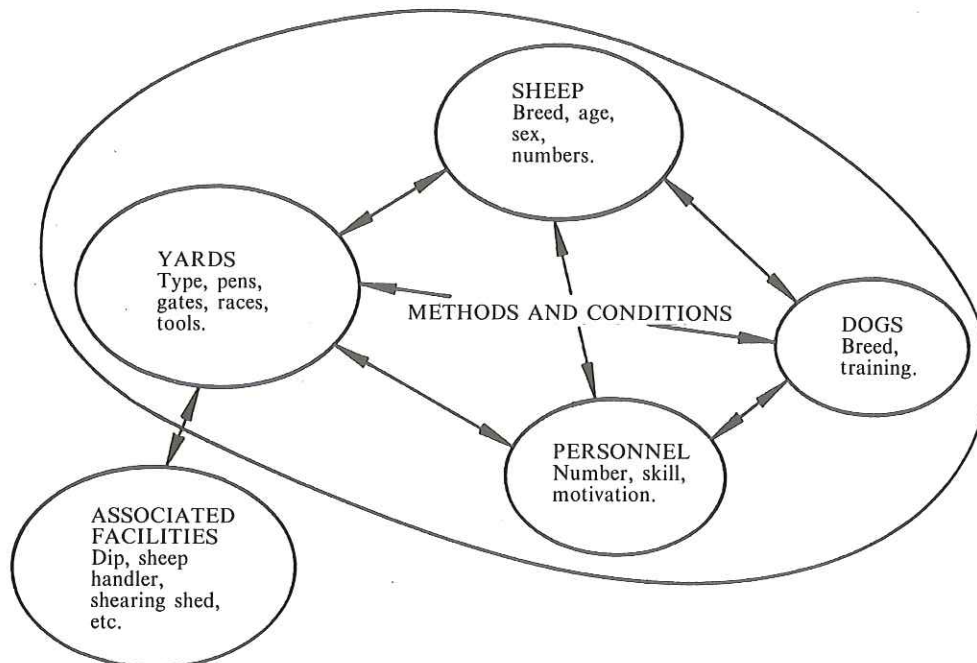 SHEEP
Breed, age,
sex,
numbers.
YARDS
Type, pens,
gates, races,
tools.
METHODS AND CONDITIONS
DOGS
Breed,
training.
PERSONNEL
Number, skill,
motivation.
ASSOCIATED
FACILITIES
Dip, sheep
handler,
shearing shed,
etc.